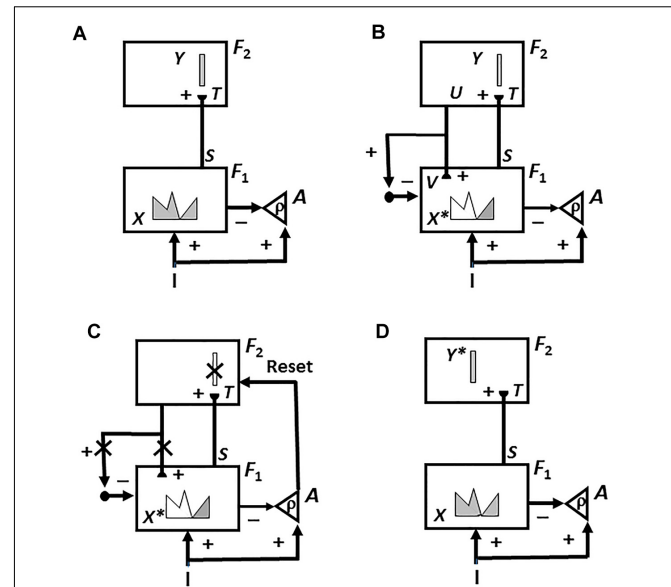 A
B
Y
F2
+ T
S
F1
X
ρ
A
−
+
+
I
Y
F2
U
+ T
+
S
−
V
+
F1
X*
ρ
A
−
+
+
I
C
D
F2
Reset
+ T
+
S
−
+
F1
X*
ρ
A
−
+
+
I
Y*
F2
+ T
S
F1
X
ρ
A
−
+
+
I